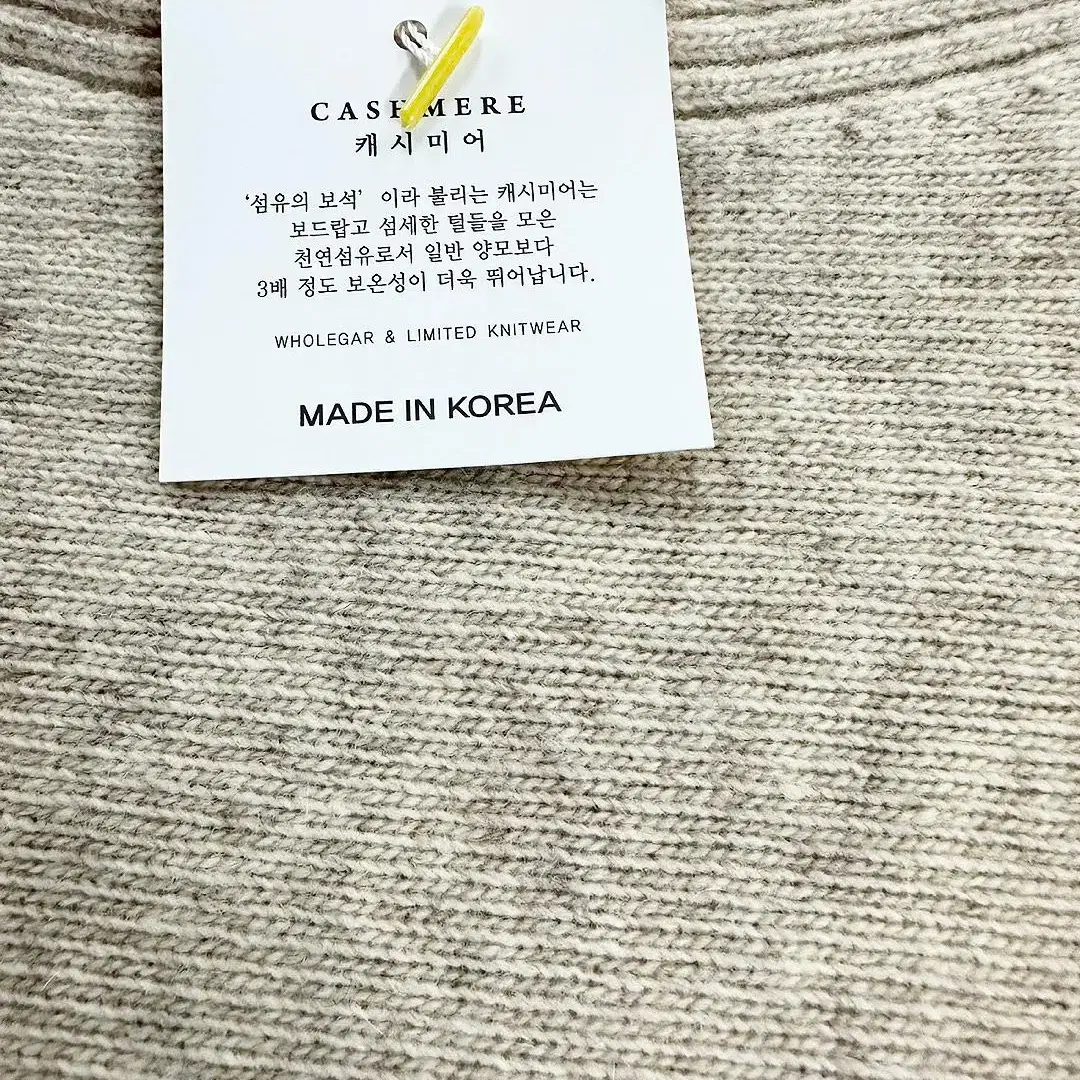 CASHMERE
캐시미어
‘섬유의 보석’ 이라 불리는 캐시미어는
보드랍고 섬세한 털들을 모은
천연섬유로서 일반 양모보다
3배 정도 보온성이 더욱 뛰어납니다.
WHOLEGAR & LIMITED KNITWEAR
MADE IN KOREA